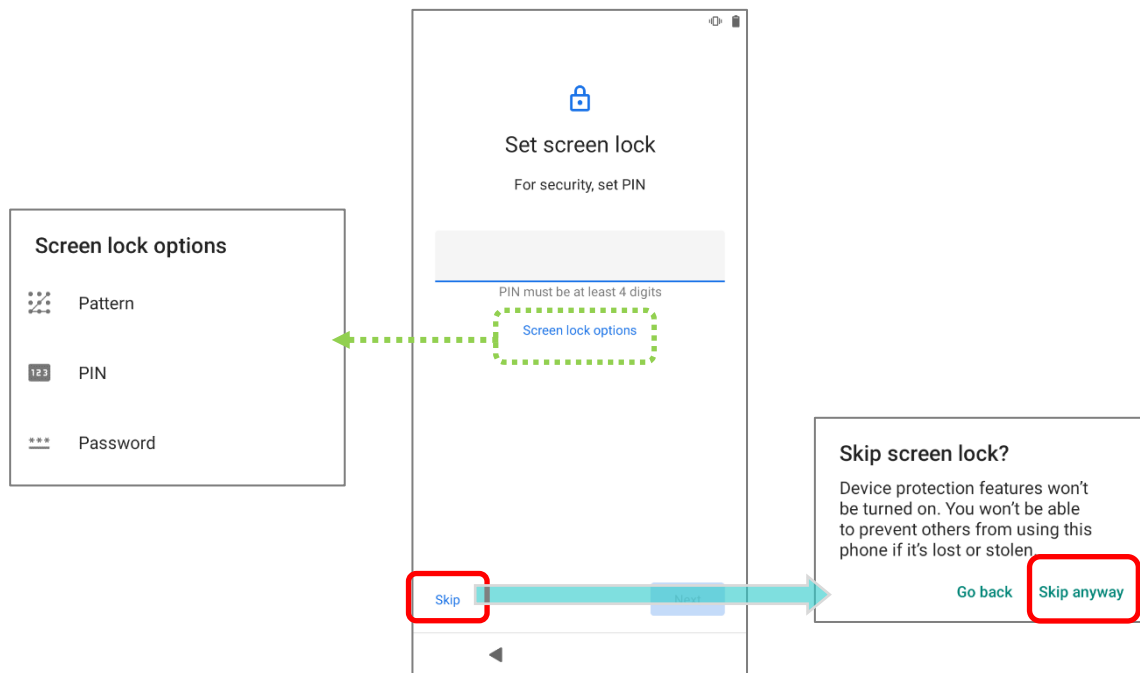 Set screen lock
For security, set PIN
PIN must be at least 4 digits
Screen lock options
Skip
Next
Screen lock options
Pattern
123
PIN
***
Password
Skip screen lock?
Device protection features won't
be turned on. You won't be able
to prevent others from using this
phone if it's lost or stolen.
Go back
Skip anyway